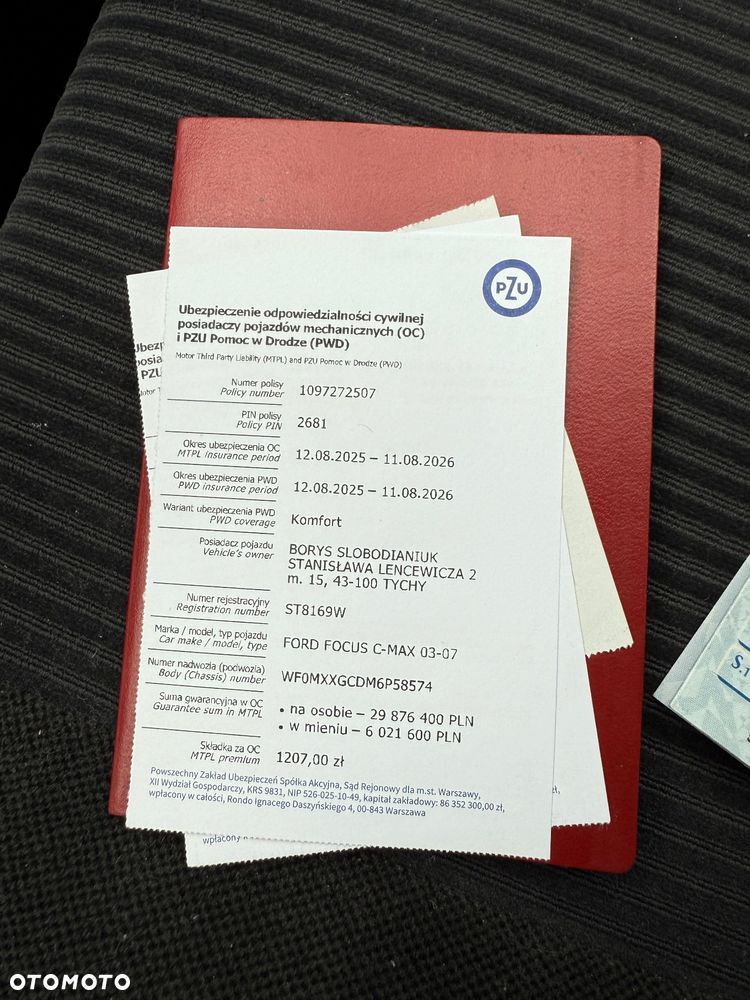 PZU
Ubezpieczenie odpowiedzialności cywilnej
posiadaczy pojazdów mechanicznych (OC)
i PZU Pomoc w Drodze (PWD)
Motor Third Party Liebility (MTPL) and PZU Pomoc w Drodze (PWD)
Numer polisy
Policy number
1097272507
PIN polisy
Policy PIN
2681
Okres ubezpieczenia OC
MTPL insurance period
12.08.2025 – 11.08.2026
Okres ubezpieczenia PWD
PWD insurance period
12.08.2025 – 11.08.2026
Wariant ubezpieczenia PWD
PWD coverage
Komfort
Posiadacz pojazdu
Vehicle's owner
BORYS SLOBODIANIUK
STANISŁAWA LENCEWICZA 2
m. 15, 43-100 TYCHY
Numer rejestracyjny
Registration number
ST8169W
Marka / model, typ pojazdu
Car make / model, type
FORD FOCUS C-MAX 03-07
Numer nadwozia (podwozia)
Body (Chassis) number
WF0MXXGCDM6P58574
Suma gwarancyjna w OC
Guarantee sum in MTPL
• na osobie – 29 876 400 PLN
• w mieniu – 6 021 600 PLN
Składka za OC
MTPL premium
1207,00 zł
Powszechny Zakład Ubezpieczeń Spółka Akcyjna, Sąd Rejonowy dla m.st. Warszawy,
XII Wydział Gospodarczy, KRS 9831, NIP 526-025-10-49, kapitał zakładowy: 86 352 300,00 zł,
wpłacony w całości, Rondo Ignacego Daszyńskiego 4, 00-843 Warszawa
OTOMOTO